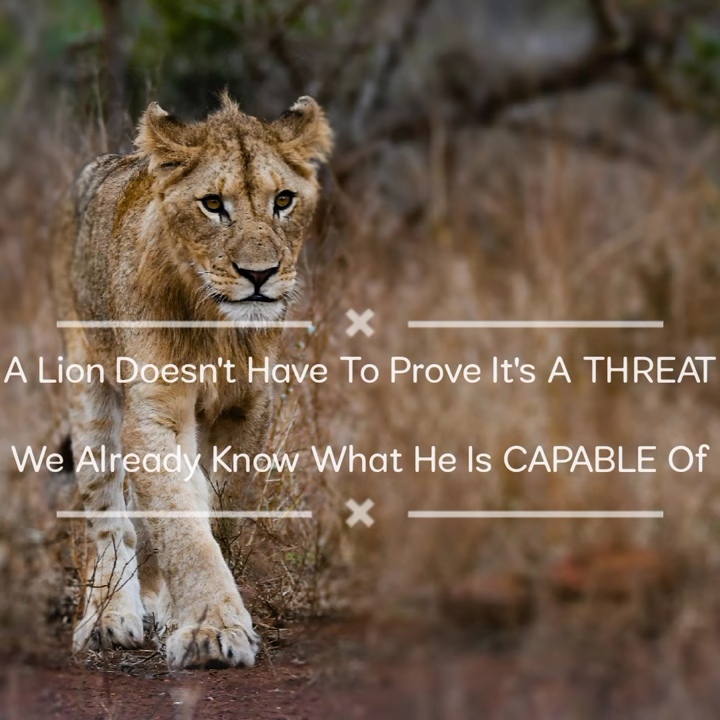 A Lion Doesn't Have To Prove It's A THREAT
We Already Know What He Is CAPABLE Of